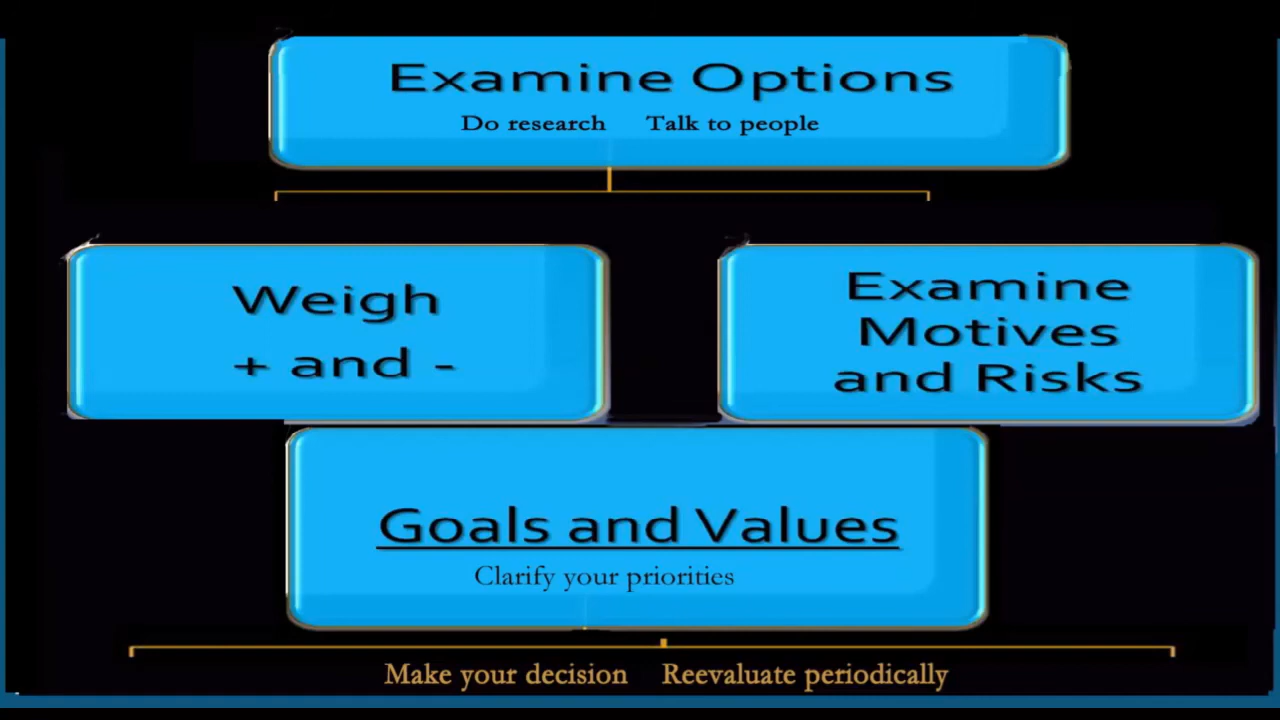 Examine Options
Do research Talk to people
Weigh
+ and -
Examine
Motives
and Risks
Goals and Values
Clarify your priorities
Make your decision Reevaluate periodically